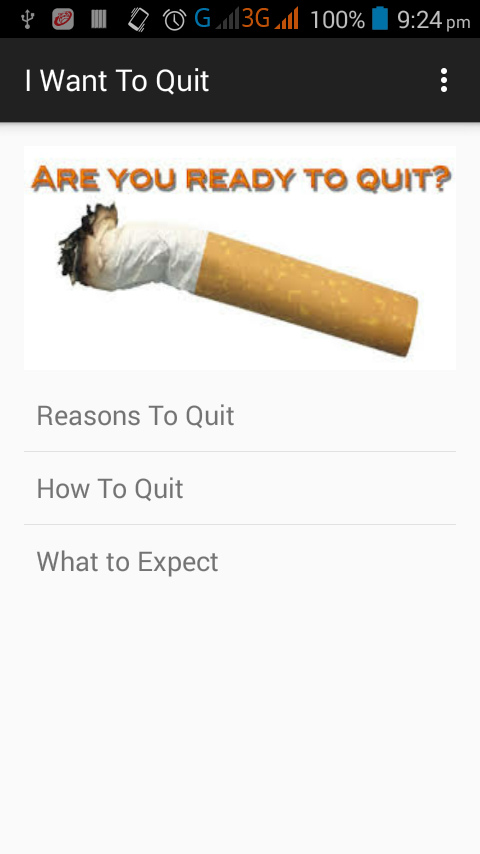 G 3G 100% 9:24 pm
I Want To Quit
ARE YOU READY TO QUIT?
Reasons To Quit
How To Quit
What to Expect